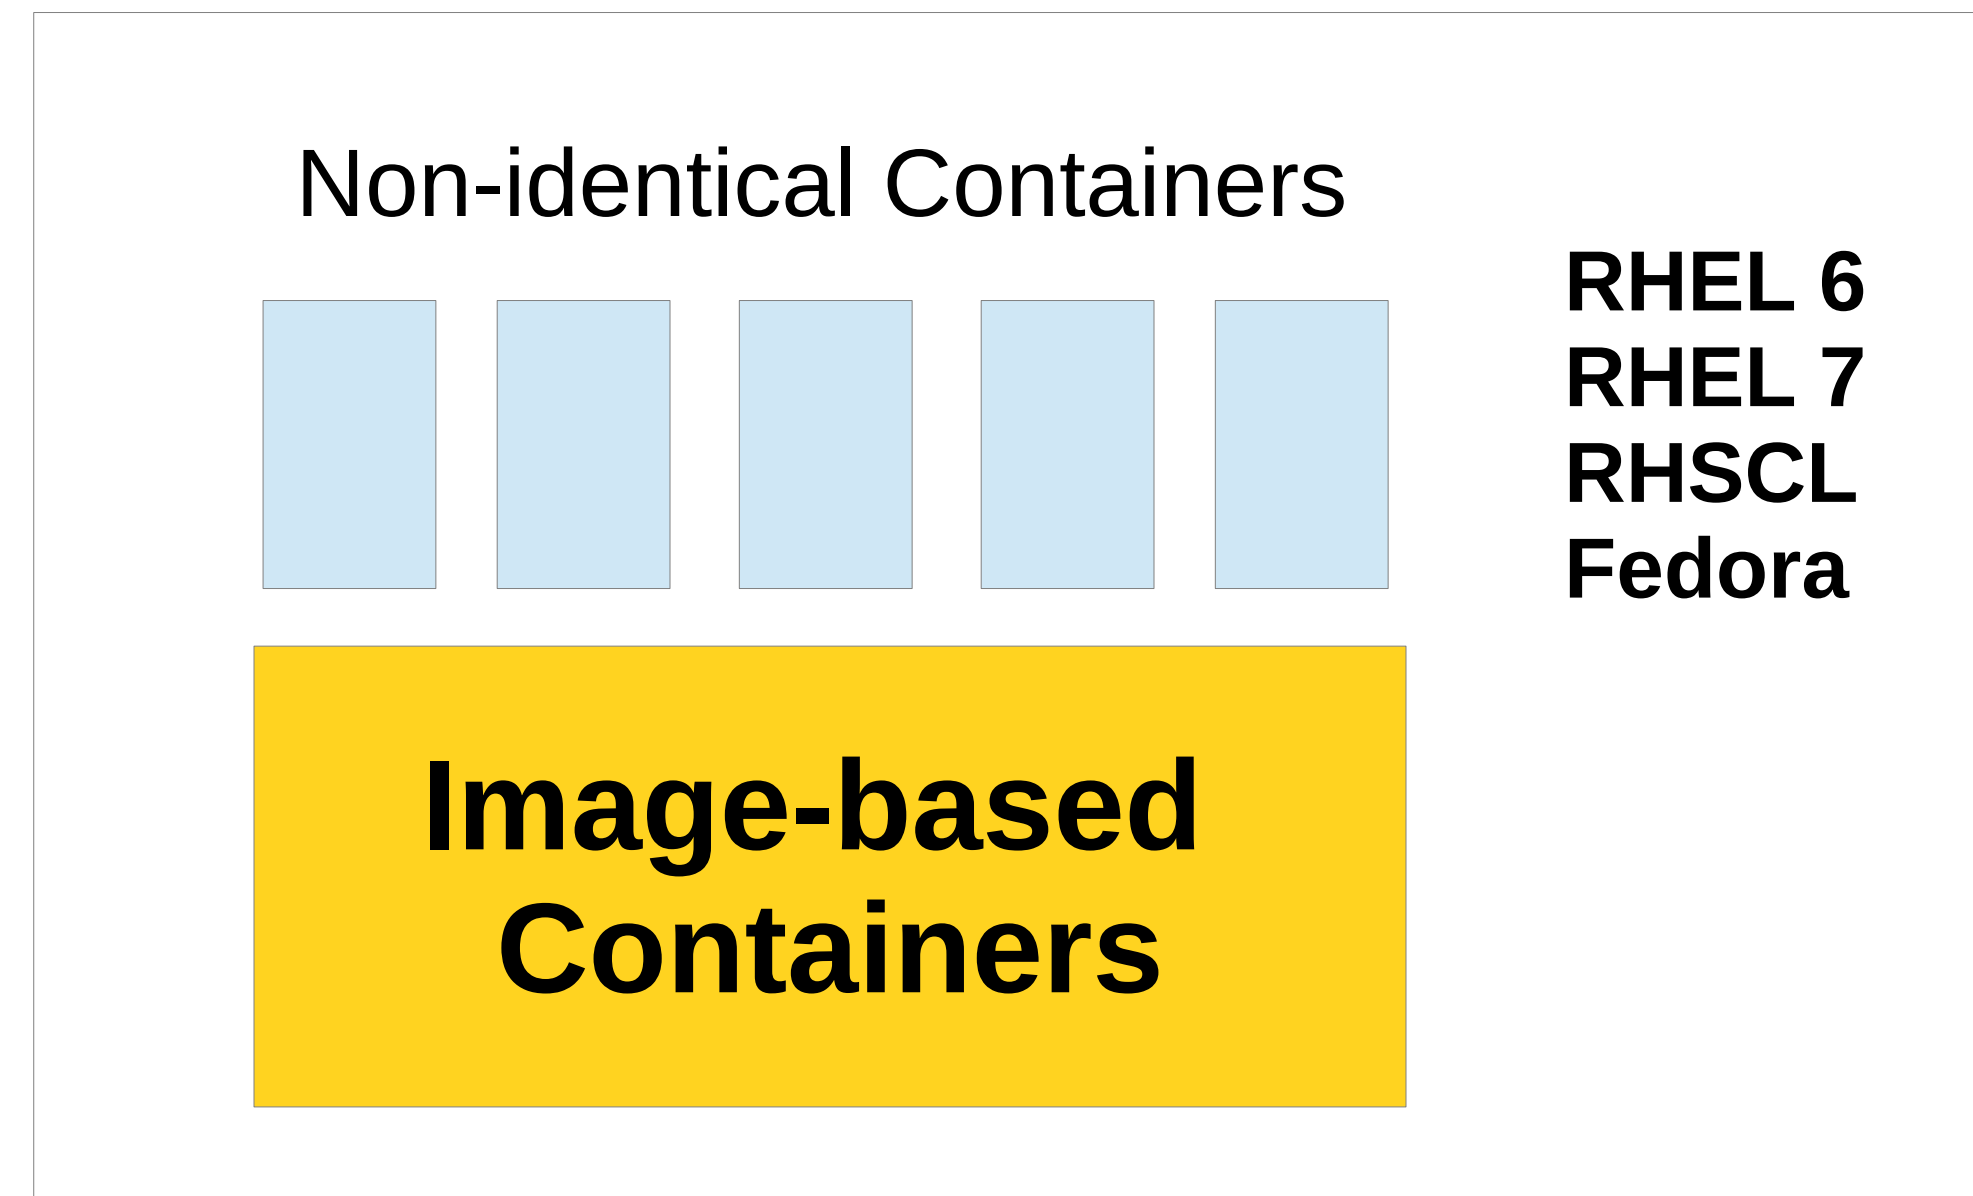 Non-identical Containers
RHEL 6
RHEL 7
RHSCL
Fedora
Image-based
Containers